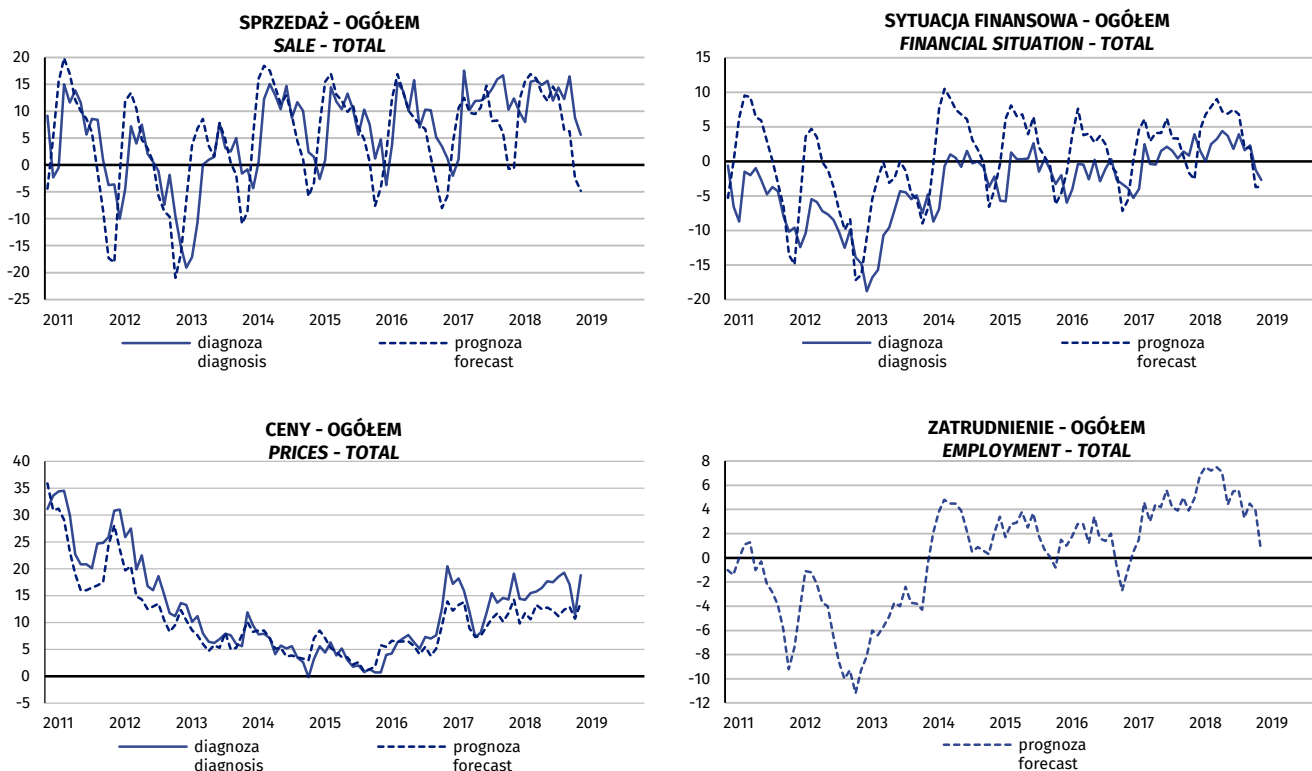 SPRZEDAŻ - OGÓŁEM
SALE - TOTAL
20
15
10
5
0
-5
-10
-15
-20
-25
2011 2012 2013 2014 2015 2016 2017 2018 2019
diagnoza prognoza
diagnosis forecast
SYTUACJA FINANSOWA - OGÓŁEM
FINANCIAL SITUATION - TOTAL
15
10
5
0
-5
-10
-15
-20
2011 2012 2013 2014 2015 2016 2017 2018 2019
diagnoza prognoza
diagnosis forecast
CENY - OGÓŁEM
PRICES - TOTAL
40
35
30
25
20
15
10
5
0
-5
2011 2012 2013 2014 2015 2016 2017 2018 2019
diagnoza prognoza
diagnosis forecast
ZATRUDNIENIE - OGÓŁEM
EMPLOYMENT - TOTAL
8
6
4
2
0
-2
-4
-6
-8
-10
-12
2011 2012 2013 2014 2015 2016 2017 2018 2019
prognoza
forecast